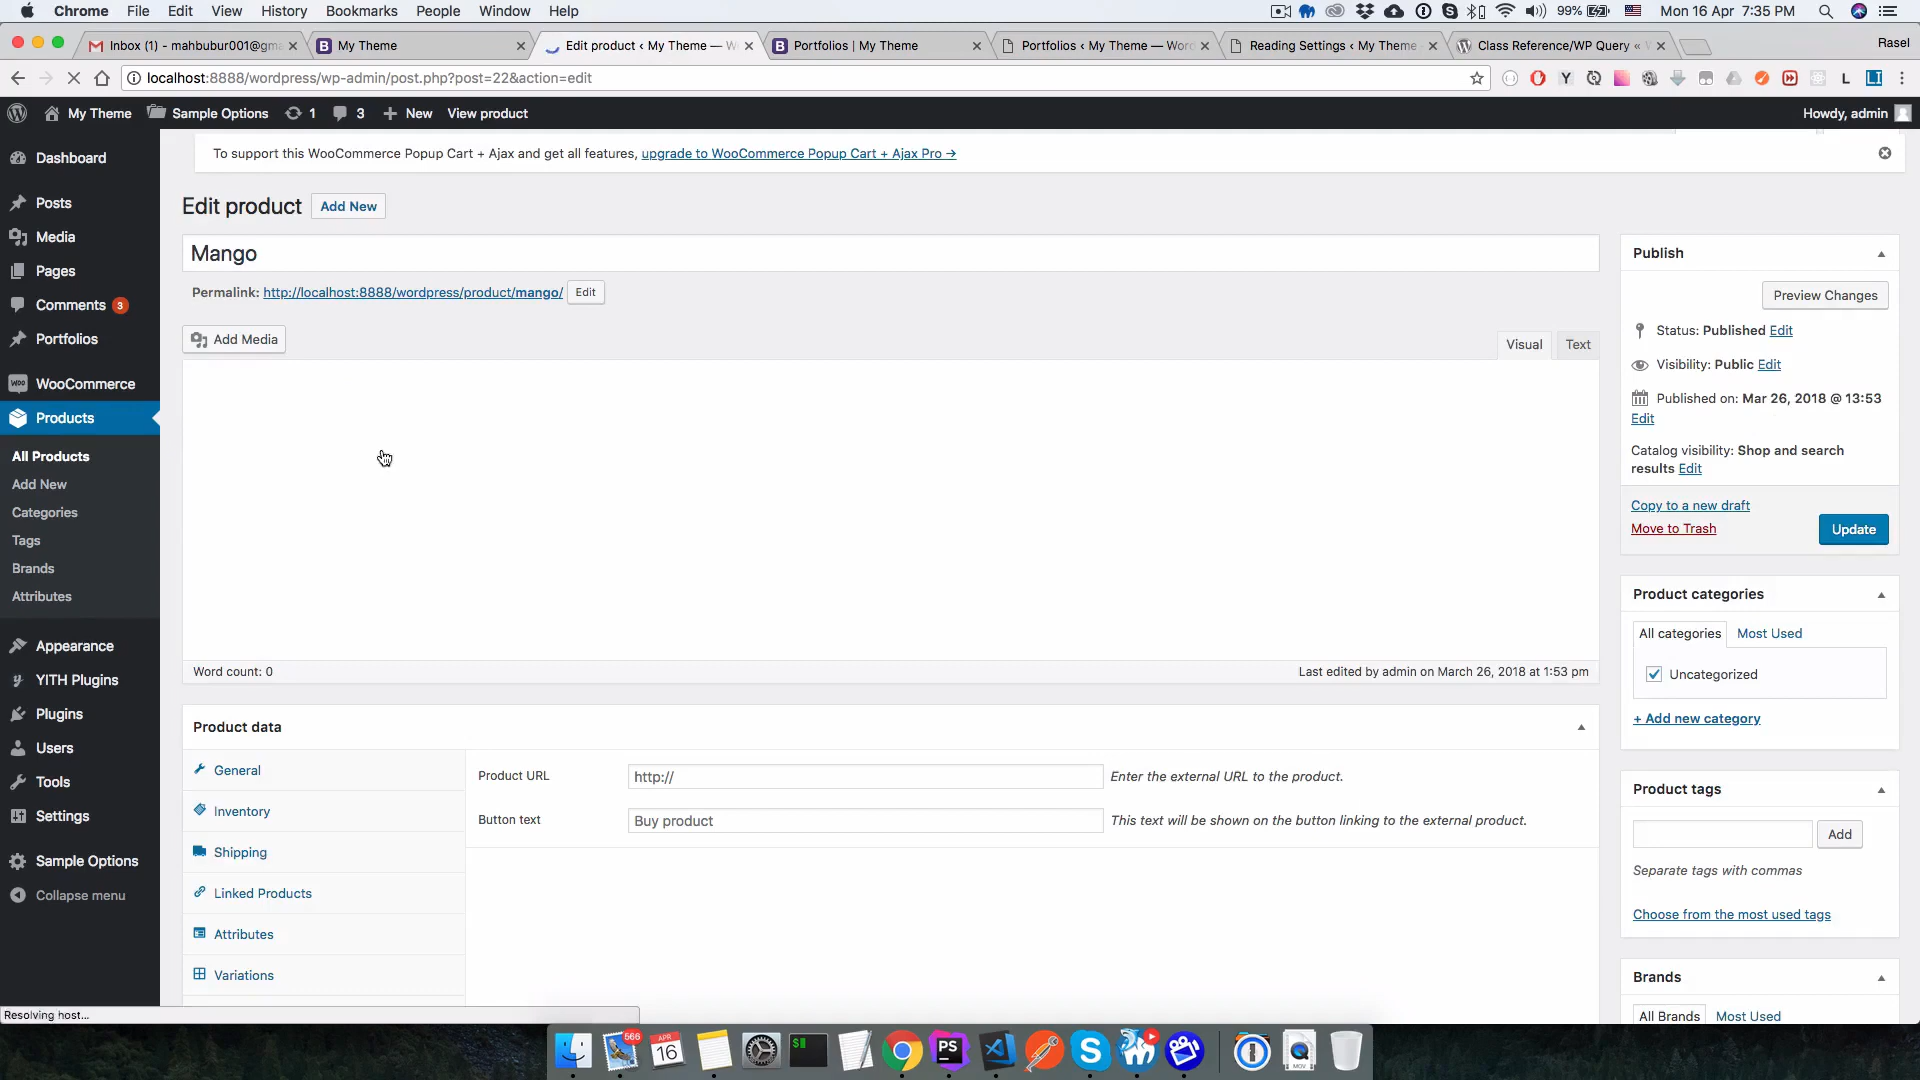 Chrome File Edit View History Bookmarks People Window Help 99% Mon 16 Apr 7:35 PM
Inbox (1) - mahbubur001@gm
My Theme
Edit product ‹ My Theme — W
Portfolios | My Theme
Portfolios ‹ My Theme — Wor
Reading Settings ‹ My Theme
Class Reference/WP Query «
Rasel
localhost:8888/wordpress/wp-admin/post.php?post=22&action=edit
My Theme Sample Options 1 3 New View product Howdy, admin
Dashboard
Posts
Media
Pages
Comments 3
Portfolios
WooCommerce
Products
All Products
Add New
Categories
Tags
Brands
Attributes
Appearance
YITH Plugins
Plugins
Users
Tools
Settings
Sample Options
Collapse menu
To support this WooCommerce Popup Cart + Ajax and get all features, upgrade to WooCommerce Popup Cart + Ajax Pro →
Edit product Add New
Mango
Permalink: http://localhost:8888/wordpress/product/mango/ Edit
Add Media
Visual Text
Word count: 0
Last edited by admin on March 26, 2018 at 1:53 pm
Product data
General
Inventory
Shipping
Linked Products
Attributes
Variations
Product URL http:// Enter the external URL to the product.
Button text Buy product This text will be shown on the button linking to the external product.
Publish
Preview Changes
Status: Published Edit
Visibility: Public Edit
Published on: Mar 26, 2018 @ 13:53
Edit
Catalog visibility: Shop and search
results Edit
Copy to a new draft
Move to Trash
Update
Product categories
All categories Most Used
Uncategorized
+ Add new category
Product tags
Add
Separate tags with commas
Choose from the most used tags
Brands
All Brands Most Used
Resolving host...
566
APR
16
PS